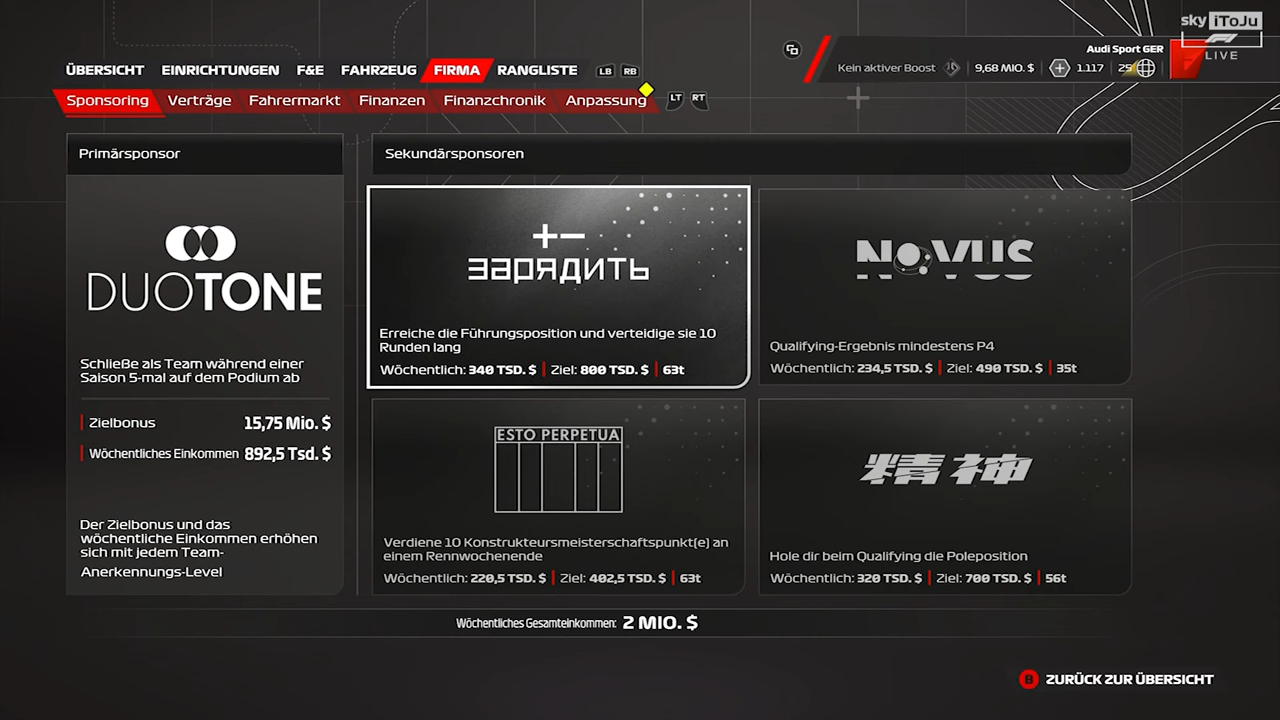 sky iToJu
LIVE
ÜBERSICHT EINRICHTUNGEN F&E FAHRZEUG FIRMA RANGLISTE LB RB
Audi Sport GER
Kein aktiver Boost 9,68 MIO. $ 1.117 25
Sponsoring Verträge Fahrermarkt Finanzen Finanzchronik Anpassung LT RT
Primärsponsor
Sekundärsponsoren
DUOTONE
Schließe als Team während einer
Saison 5-mal auf dem Podium ab
Zielbonus 15,75 Mio. $
Wöchentliches Einkommen 892,5 Tsd. $
Der Zielbonus und das
wöchentliche Einkommen erhöhen
sich mit jedem Team-
Anerkennungs-Level
+−
зарядить
Erreiche die Führungsposition und verteidige sie 10
Runden lang
Wöchentlich: 340 TSD. $ Ziel: 800 TSD. $ 63t
NOVUS
Qualifying-Ergebnis mindestens P4
Wöchentlich: 234,5 TSD. $ Ziel: 490 TSD. $ 35t
ESTO PERPETUA
Verdiene 10 Konstrukteursmeisterschaftspunkt(e) an
einem Rennwochenende
Wöchentlich: 220,5 TSD. $ Ziel: 402,5 TSD. $ 63t
精神
Hole dir beim Qualifying die Poleposition
Wöchentlich: 320 TSD. $ Ziel: 700 TSD. $ 56t
Wöchentliches Gesamteinkommen: 2 MIO. $
B ZURÜCK ZUR ÜBERSICHT